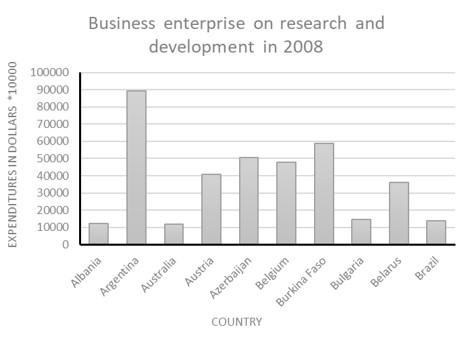 Business enterprise on research and
development in 2008
EXPENDITURES IN DOLLARS *10000
100000
90000
80000
70000
60000
50000
40000
30000
20000
10000
0
Albania
Argentina
Australia
Austria
Azerbaijan
Belgium
Burkina Faso
Bulgaria
Belarus
Brazil
COUNTRY